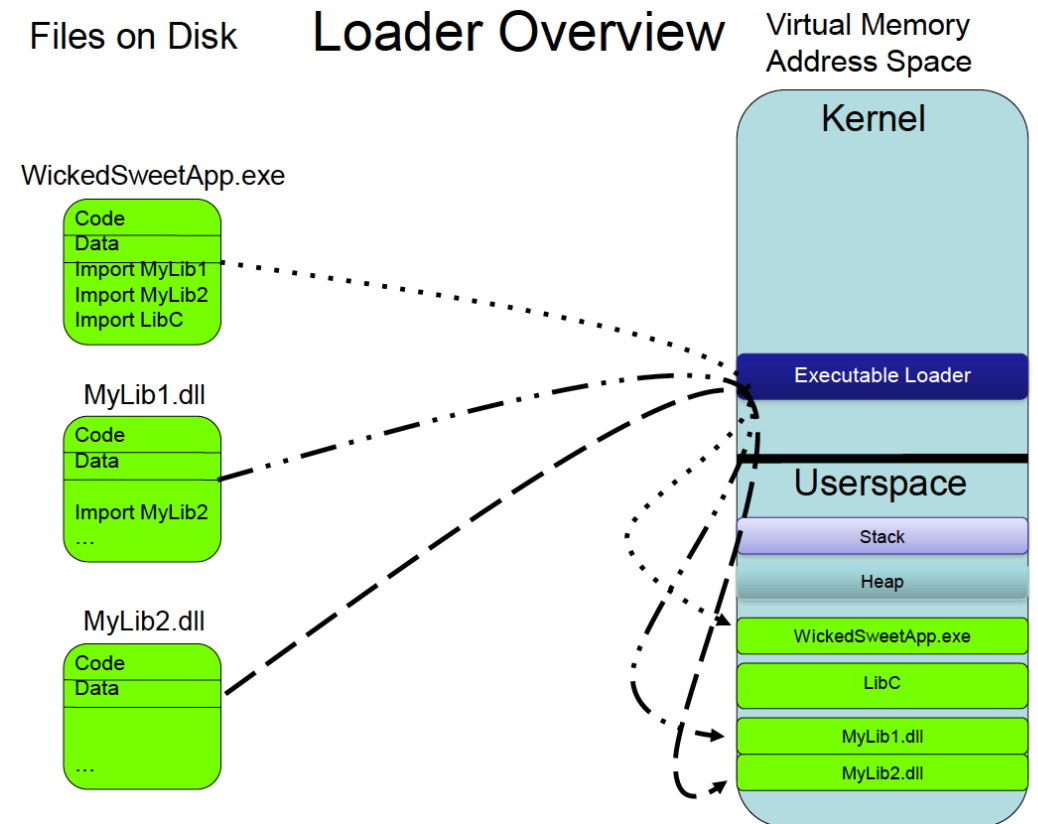 Files on Disk
Loader Overview
Virtual Memory
Address Space
WickedSweetApp.exe
Code
Data
Import MyLib1
Import MyLib2
Import LibC
MyLib1.dll
Code
Data
Import MyLib2
...
MyLib2.dll
Code
Data
...
Kernel
Executable Loader
Userspace
Stack
Heap
WickedSweetApp.exe
LibC
MyLib1.dll
MyLib2.dll